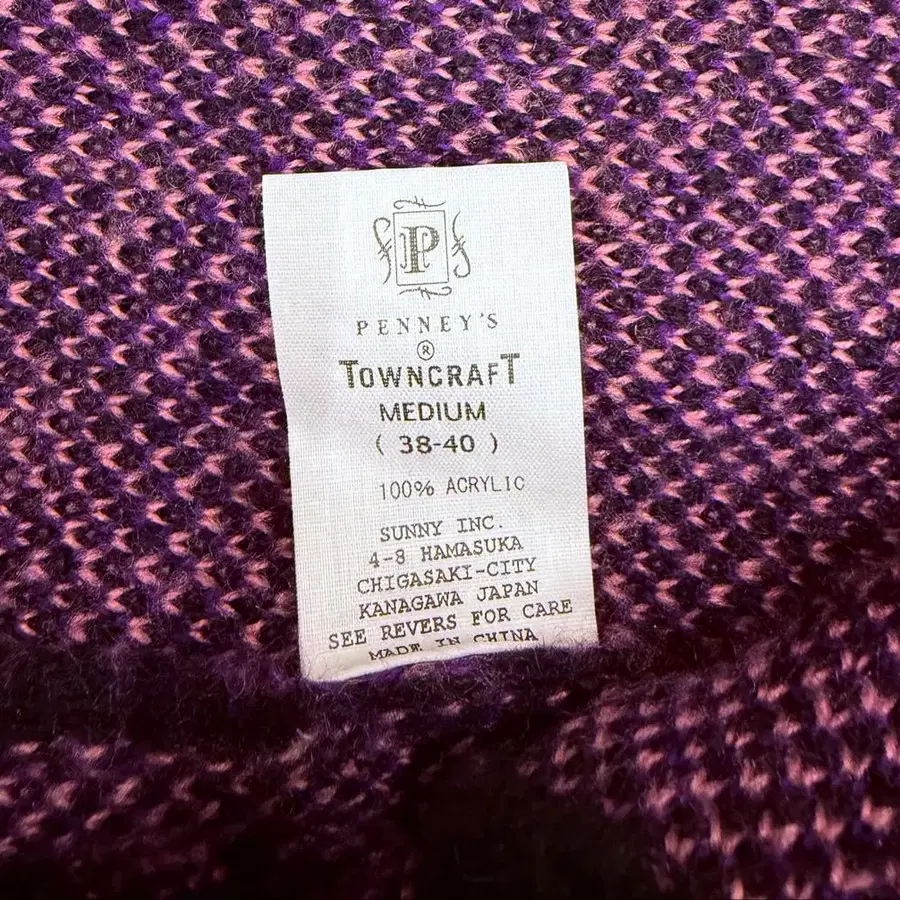 P
PENNEY'S
®
TOWNCRAFT
MEDIUM
( 38-40 )
100% ACRYLIC
SUNNY INC.
4-8 HAMASUKA
CHIGASAKI-CITY
KANAGAWA JAPAN
SEE REVERS FOR CARE
MADE IN CHINA